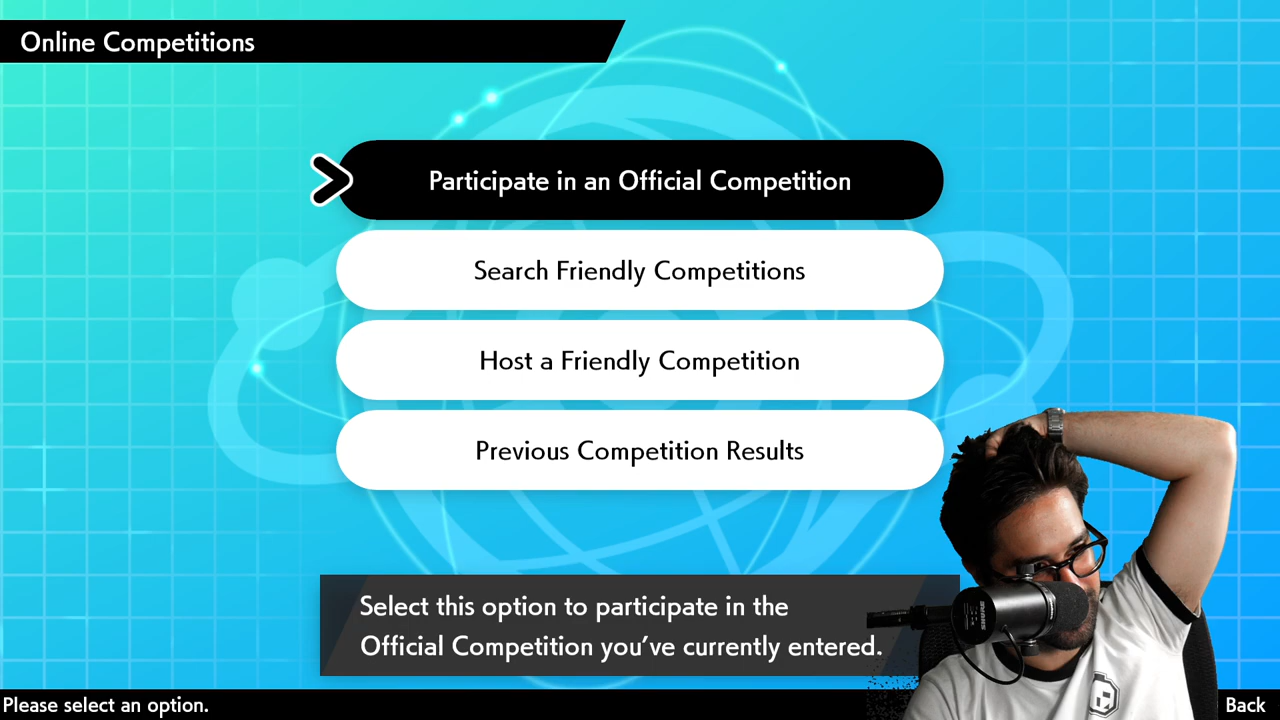 Online Competitions
Participate in an Official Competition
Search Friendly Competitions
Host a Friendly Competition
Previous Competition Results
Select this option to participate in the
Official Competition you've currently entered.
SHURE
Please select an option.
Back